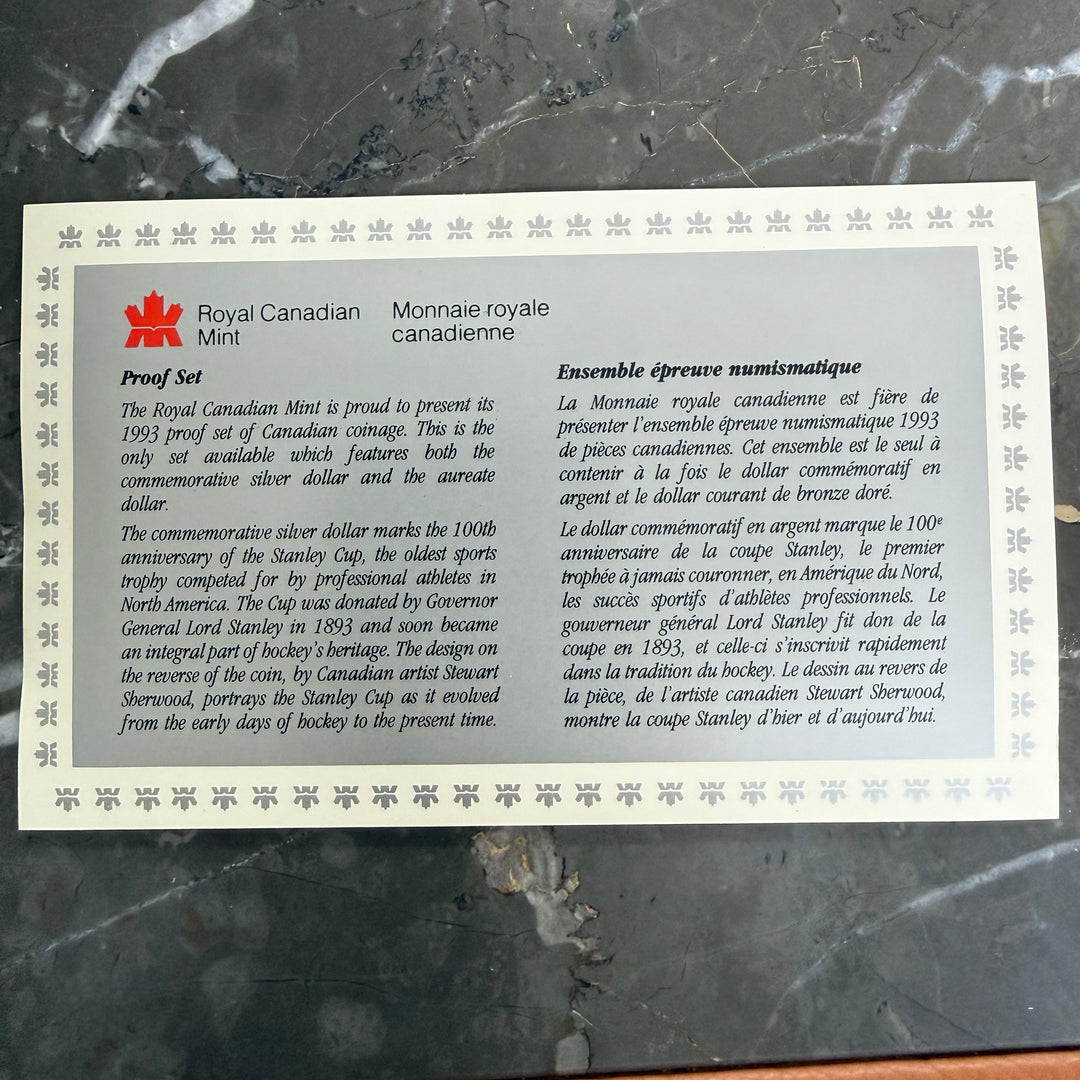 Royal Canadian
Mint
Monnaie royale
canadienne
Proof Set
The Royal Canadian Mint is proud to present its
1993 proof set of Canadian coinage. This is the
only set available which features both the
commemorative silver dollar and the aureate
dollar.
The commemorative silver dollar marks the 100th
anniversary of the Stanley Cup, the oldest sports
trophy competed for by professional athletes in
North America. The Cup was donated by Governor
General Lord Stanley in 1893 and soon became
an integral part of hockey's heritage. The design on
the reverse of the coin, by Canadian artist Stewart
Sherwood, portrays the Stanley Cup as it evolved
from the early days of hockey to the present time.
Ensemble épreuve numismatique
La Monnaie royale canadienne est fière de
présenter l'ensemble épreuve numismatique 1993
de pièces canadiennes. Cet ensemble est le seul à
contenir à la fois le dollar commémoratif en
argent et le dollar courant de bronze doré.
Le dollar commémoratif en argent marque le 100e
anniversaire de la coupe Stanley, le premier
trophée à jamais couronner, en Amérique du Nord,
les succès sportifs d'athlètes professionnels. Le
gouverneur général Lord Stanley fit don de la
coupe en 1893, et celle-ci s'inscrivit rapidement
dans la tradition du hockey. Le dessin au revers de
la pièce, de l'artiste canadien Stewart Sherwood,
montre la coupe Stanley d'hier et d'aujourd'hui.